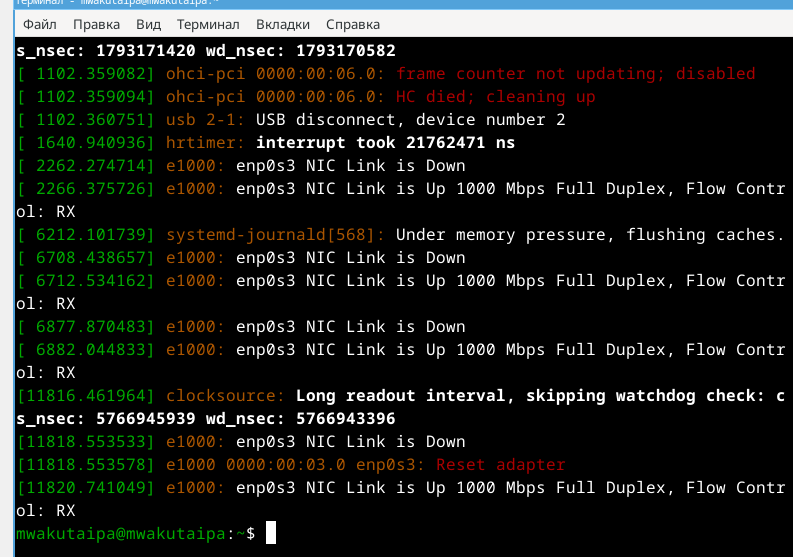 Терминал - mwakutaipa@mwakutaipa:~
Файл Правка Вид Терминал Вкладки Справка
s_nsec: 1793171420 wd_nsec: 1793170582
[ 1102.359082] ohci-pci 0000:00:06.0: frame counter not updating; disabled
[ 1102.359094] ohci-pci 0000:00:06.0: HC died; cleaning up
[ 1102.360751] usb 2-1: USB disconnect, device number 2
[ 1640.940936] hrtimer: interrupt took 21762471 ns
[ 2262.274714] e1000: enp0s3 NIC Link is Down
[ 2266.375726] e1000: enp0s3 NIC Link is Up 1000 Mbps Full Duplex, Flow Contr
ol: RX
[ 6212.101739] systemd-journald[568]: Under memory pressure, flushing caches.
[ 6708.438657] e1000: enp0s3 NIC Link is Down
[ 6712.534162] e1000: enp0s3 NIC Link is Up 1000 Mbps Full Duplex, Flow Contr
ol: RX
[ 6877.870483] e1000: enp0s3 NIC Link is Down
[ 6882.044833] e1000: enp0s3 NIC Link is Up 1000 Mbps Full Duplex, Flow Contr
ol: RX
[11816.461964] clocksource: Long readout interval, skipping watchdog check: c
s_nsec: 5766945939 wd_nsec: 5766943396
[11818.553533] e1000: enp0s3 NIC Link is Down
[11818.553578] e1000 0000:00:03.0 enp0s3: Reset adapter
[11820.741049] e1000: enp0s3 NIC Link is Up 1000 Mbps Full Duplex, Flow Contr
ol: RX
mwakutaipa@mwakutaipa:~$